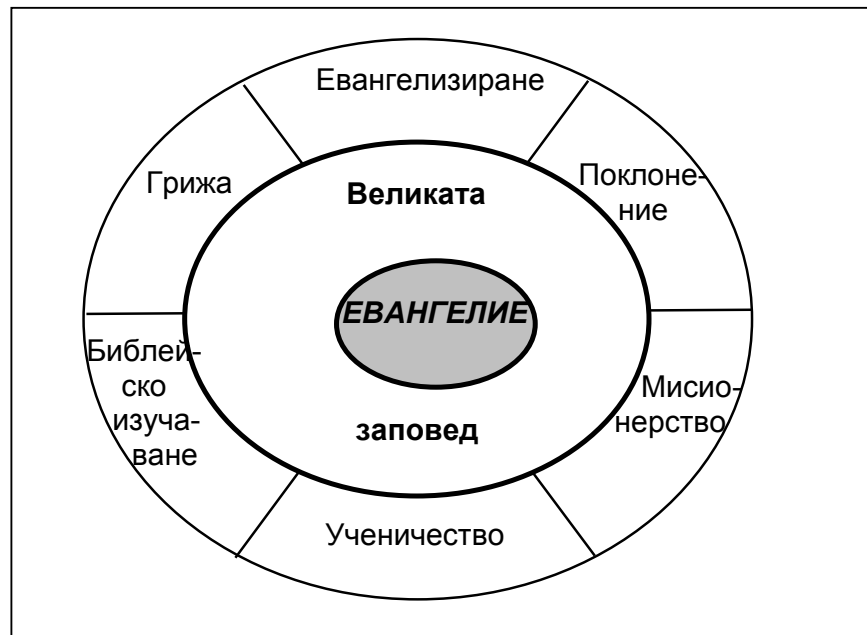 Евангелизиране
Грижа
Поклоне-
ние
Великата
ЕВАНГЕЛИЕ
Библей-
ско
изуча-
ване
Мисио-
нерство
заповед
Ученичество